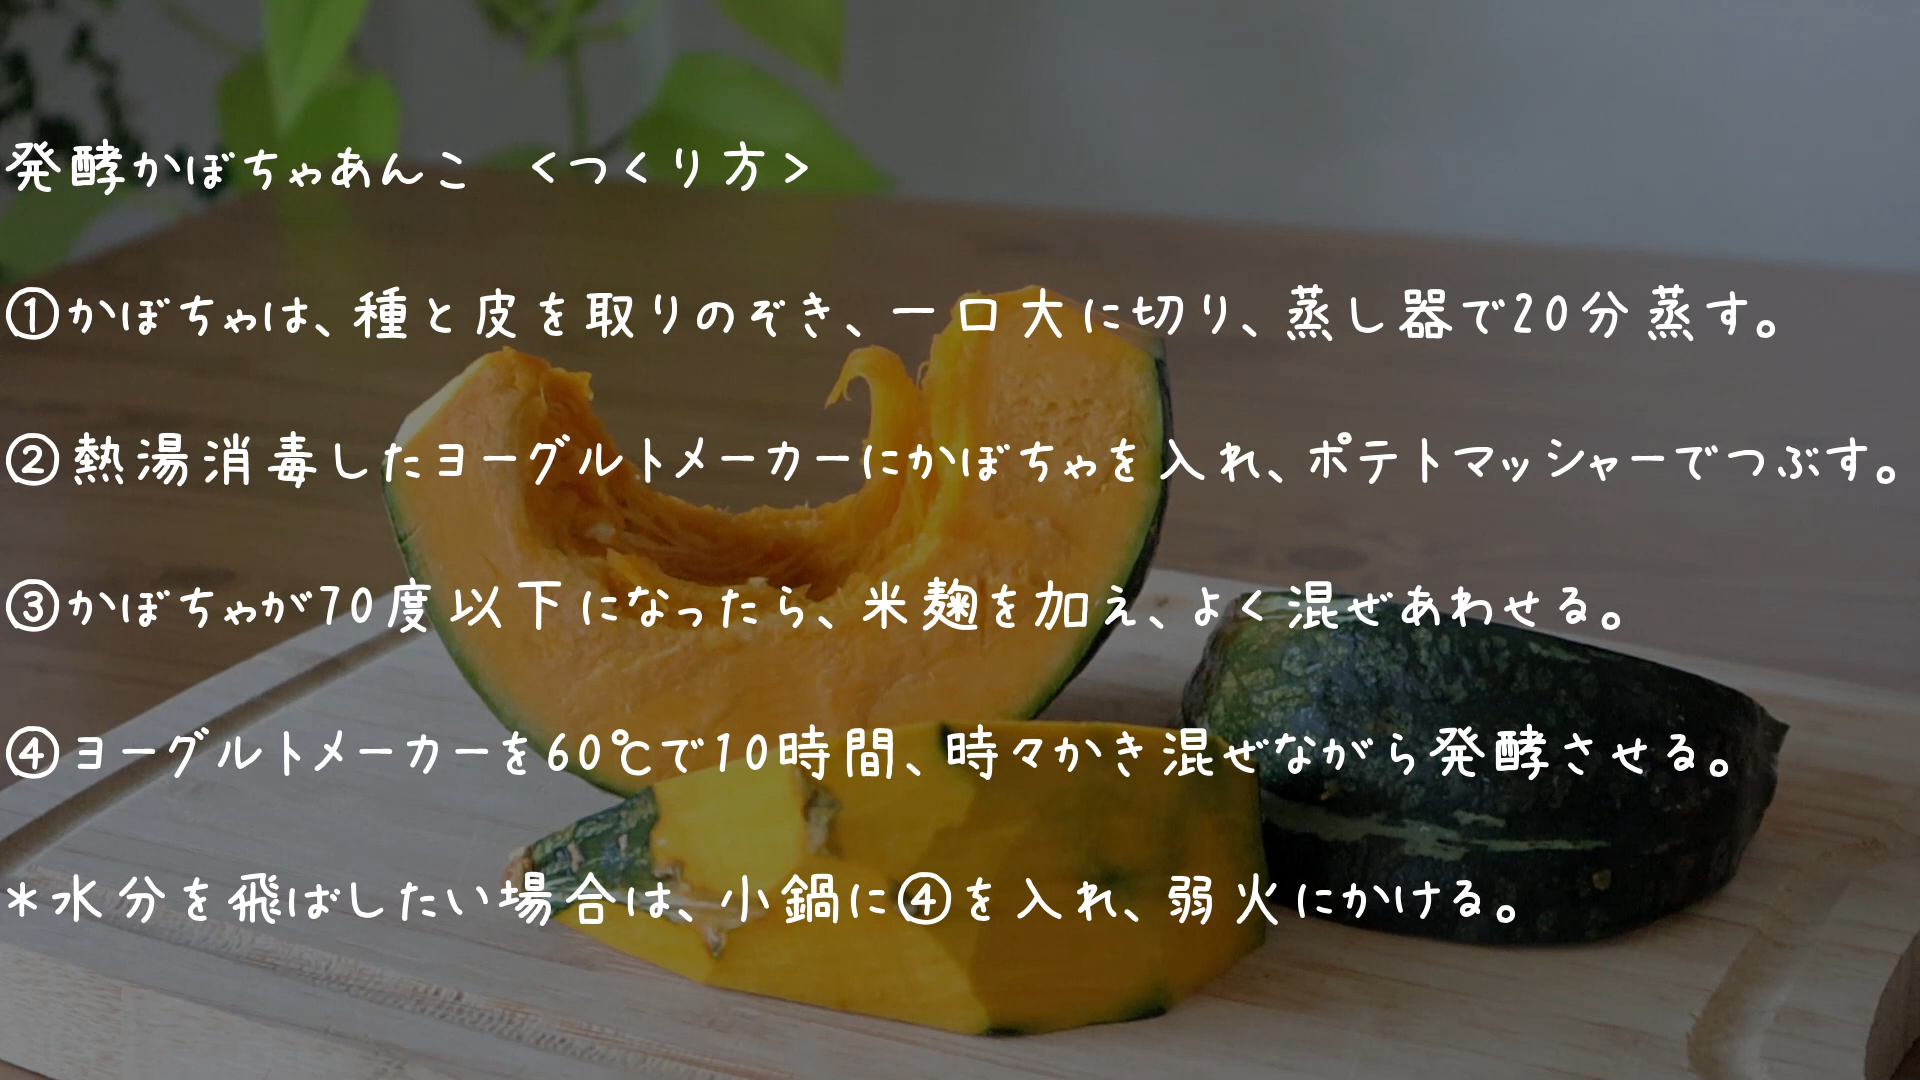 発酵かぼちゃあんこ　＜つくり方＞
①かぼちゃは、種と皮を取りのぞき、一口大に切り、蒸し器で20分蒸す。
②熱湯消毒したヨーグルトメーカーにかぼちゃを入れ、ポテトマッシャーでつぶす。
③かぼちゃが70度以下になったら、米麹を加え、よく混ぜあわせる。
④ヨーグルトメーカーを60℃で10時間、時々かき混ぜながら発酵させる。
＊水分を飛ばしたい場合は、小鍋に④を入れ、弱火にかける。